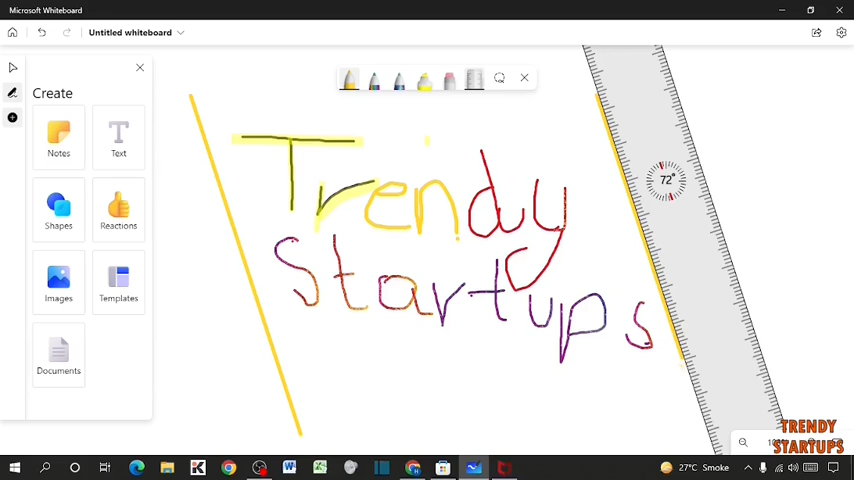 Microsoft Whiteboard
Untitled whiteboard
Create
Notes
Text
Shapes
Reactions
Images
Templates
Documents
Trendy
Startups
72°
TRENDY
STARTUPS
27°C Smoke